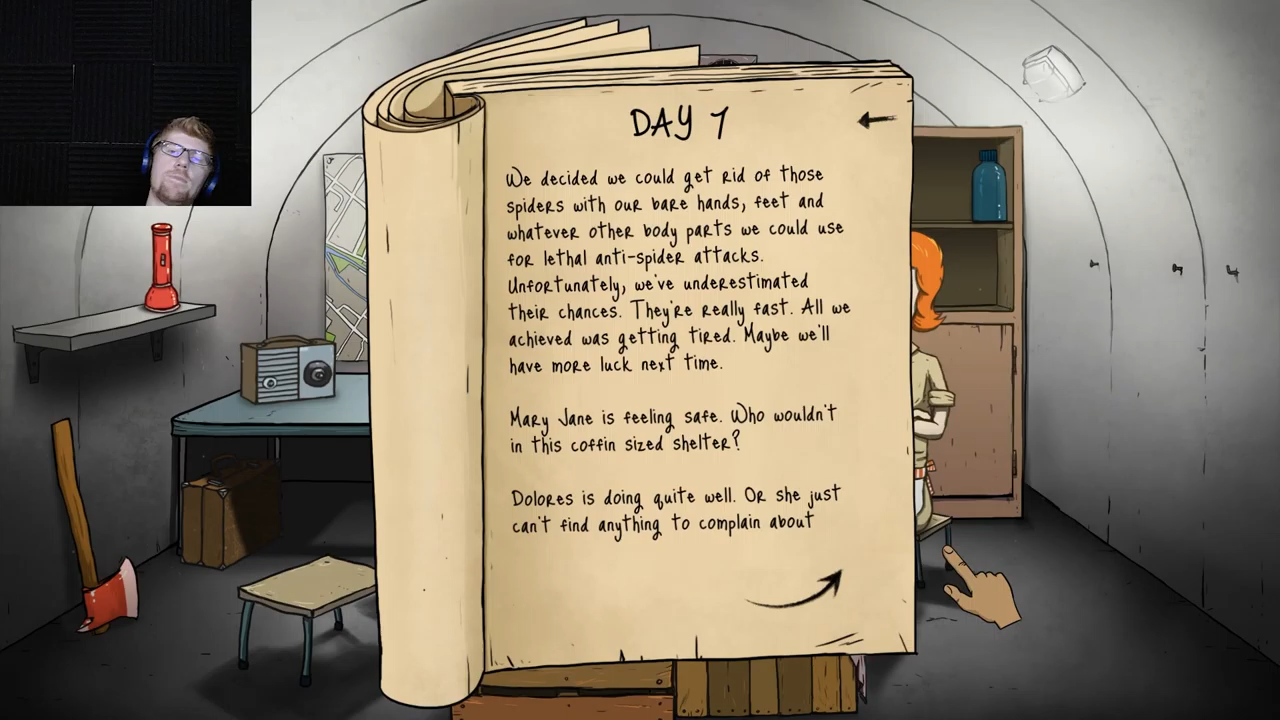 DAY 7
We decided we could get rid of those
spiders with our bare hands, feet and
whatever other body parts we could use
for lethal anti-spider attacks.
Unfortunately, we've underestimated
their chances. They're really fast. All we
achieved was getting tired. Maybe we'll
have more luck next time.
Mary Jane is feeling safe. Who wouldn't
in this coffin sized shelter?
Dolores is doing quite well. Or she just
can't find anything to complain about